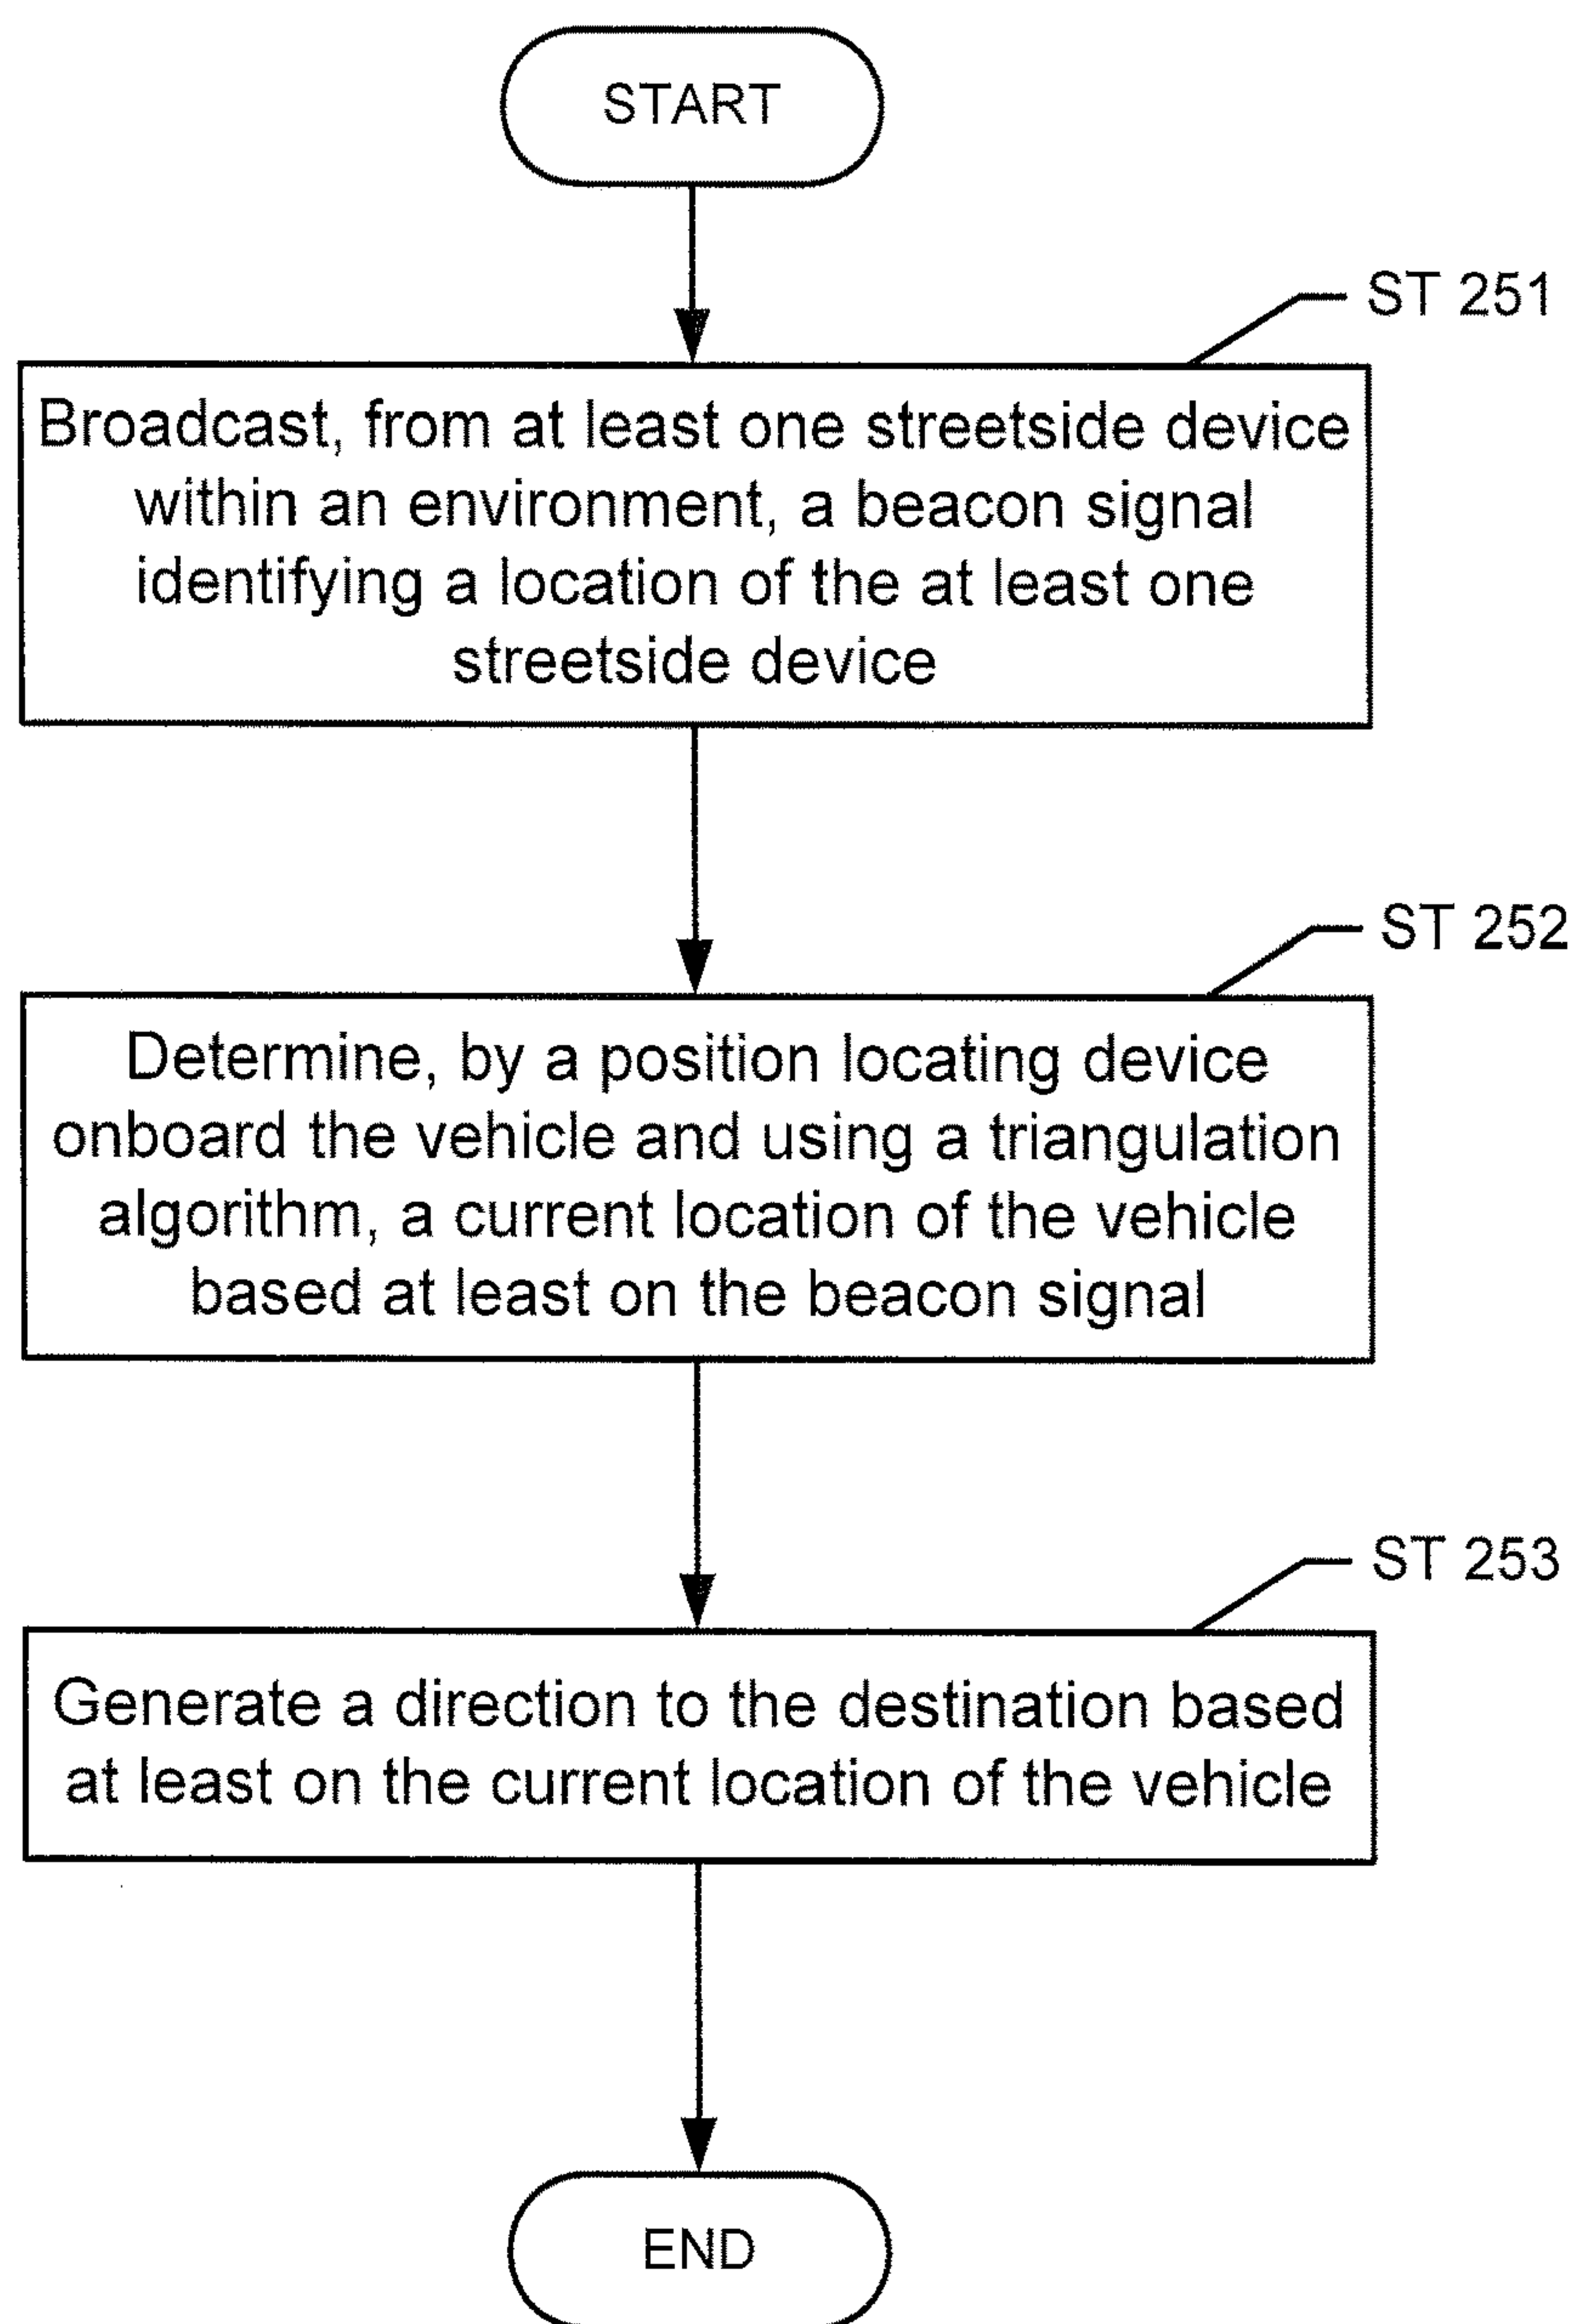 START
ST 251
Broadcast, from at least one streetside device
within an environment, a beacon signal
identifying a location of the at least one
streetside device
ST 252
Determine, by a position locating device
onboard the vehicle and using a triangulation
algorithm, a current location of the vehicle
based at least on the beacon signal
ST 253
Generate a direction to the destination based
at least on the current location of the vehicle
END